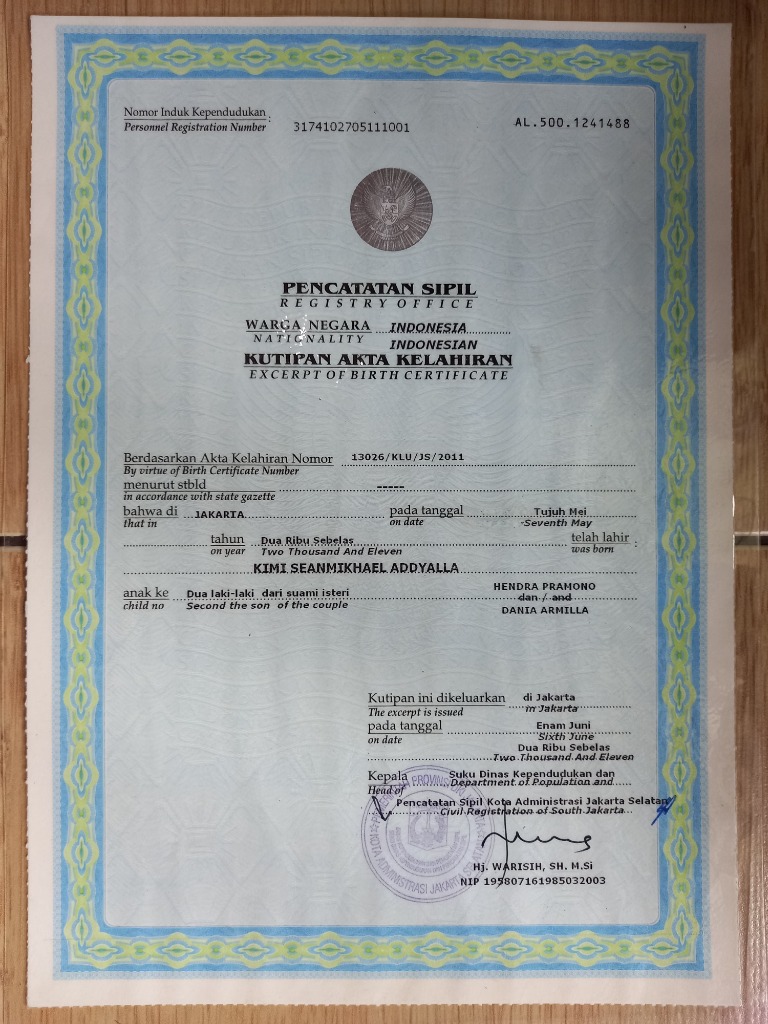 Nomor Induk Kependudukan :
Personnel Registration Number 3174102705111001
AL.500.1241488
PENCATATAN SIPIL
REGISTRY OFFICE
WARGA NEGARA INDONESIA
NATIONALITY INDONESIAN
KUTIPAN AKTA KELAHIRAN
EXCERPT OF BIRTH CERTIFICATE
Berdasarkan Akta Kelahiran Nomor 13026/KLU/JS/2011
By virtue of Birth Certificate Number
menurut stbld -----
in accordance with state gazette
bahwa di JAKARTA pada tanggal Tujuh Mei
that in on date Seventh May
tahun Dua Ribu Sebelas telah lahir :
on year Two Thousand And Eleven was born
KIMI SEANMIKHAEL ADDYALLA
anak ke Dua laki-laki dari suami isteri HENDRA PRAMONO
child no Second the son of the couple dan / and
DANIA ARMILLA
Kutipan ini dikeluarkan di Jakarta
The excerpt is issued in Jakarta
pada tanggal Enam Juni
on date Sixth June
Dua Ribu Sebelas
Two Thousand And Eleven
Kepala Suku Dinas Kependudukan dan
Head of Department of Population and
Pencatatan Sipil Kota Administrasi Jakarta Selatan
Civil Registration of South Jakarta
KOTA ADMINISTRASI JAKARTA
Hj. WARISIH, SH. M.Si
NIP 195807161985032003